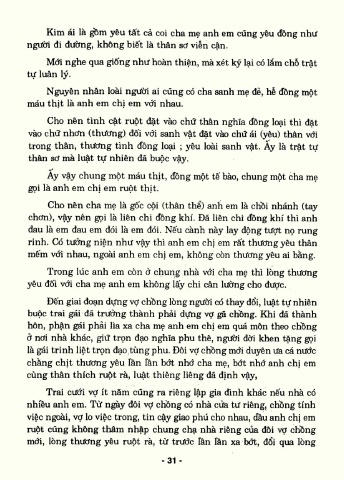 Kim ái là gồm yêu tất cả coi cha mẹ anh em cũng yêu đồng như
người đi đường, không biết là thân sơ viễn cận.
Mới nghe qua giống như hoàn thiện, mà xét kỹ lại có lắm chỗ trật
tự luân lý.
Nguyên nhân loài người ai cũng có cha sanh mẹ đẻ, hễ đồng một
máu thịt là anh em chị em với nhau.
Cho nên tình cật ruột đặt vào chữ thân nghĩa đồng loại thì đặt
vào chữ nhơn (thương) đối với sanh vật đặt vào chữ ái (yêu) thân với
trong thân, thương tình đồng loại ; yêu loài sanh vật. Ấy là trật tự
thân sơ mà luật tự nhiên đã buộc vậy.
Ấy vậy chung một máu thịt, đồng một tế bào, chung một cha mẹ
gọi là anh em chị em ruột thịt.
Cho nên cha mẹ là gốc cội (thân thể) anh em là chồi nhánh (tay
chơn), vậy nên gọi là liên chi đồng khí. Đã liên chi đồng khí thì anh
đau là em đau em đói là em đói. Nếu cành này lay động tượt nọ rung
rinh. Có tưởng niện như vậy thì anh em chị em rất thương yêu thân
mếm với nhau, ngoài anh em chị em, không còn thương yêu ai bằng.
Trong lúc anh em còn ở chung nhà với cha mẹ thì lòng thương
yêu đối với cha mẹ anh em không lấy chi cân lường cho được.
Đến giai đoạn dựng vợ chồng lòng người có thay đổi, luật tự nhiên
buộc trai gái đã trưởng thành phải dựng vợ gả chồng. Khi đã thành
hôn, phận gái phải lìa xa cha mẹ anh em chị em quá môn theo chồng
ở nơi nhà khác, giữ trọn đạo nghĩa phu thê, người đời khen tặng gọi
là gái trinh liệt trọn đạo tùng phu. Đôi vợ chồng mới duyên ưa cá nước
chẳng chịt thương yêu lần lần bớt nhớ cha mẹ, bớt nhớ anh chị em
cùng thân thích ruột rà, luật thiêng liêng đã định vậy,
Trai cưới vợ ít năm cũng ra riêng lập gia đình khác nếu nhà có
nhiều anh em. Từ ngày đôi vợ chồng có nhà cửa tư riêng, chồng tính
việc ngoài, vợ lo việc trong, tin cậy giao phú cho nhau, dầu anh chị em
ruột cũng không thâm nhập chung chạ nhà riêng của đôi vợ chồng
mới, lòng thương yêu ruột rà, từ trước lần lần xa bớt, đổi qua lòng
- 31 -